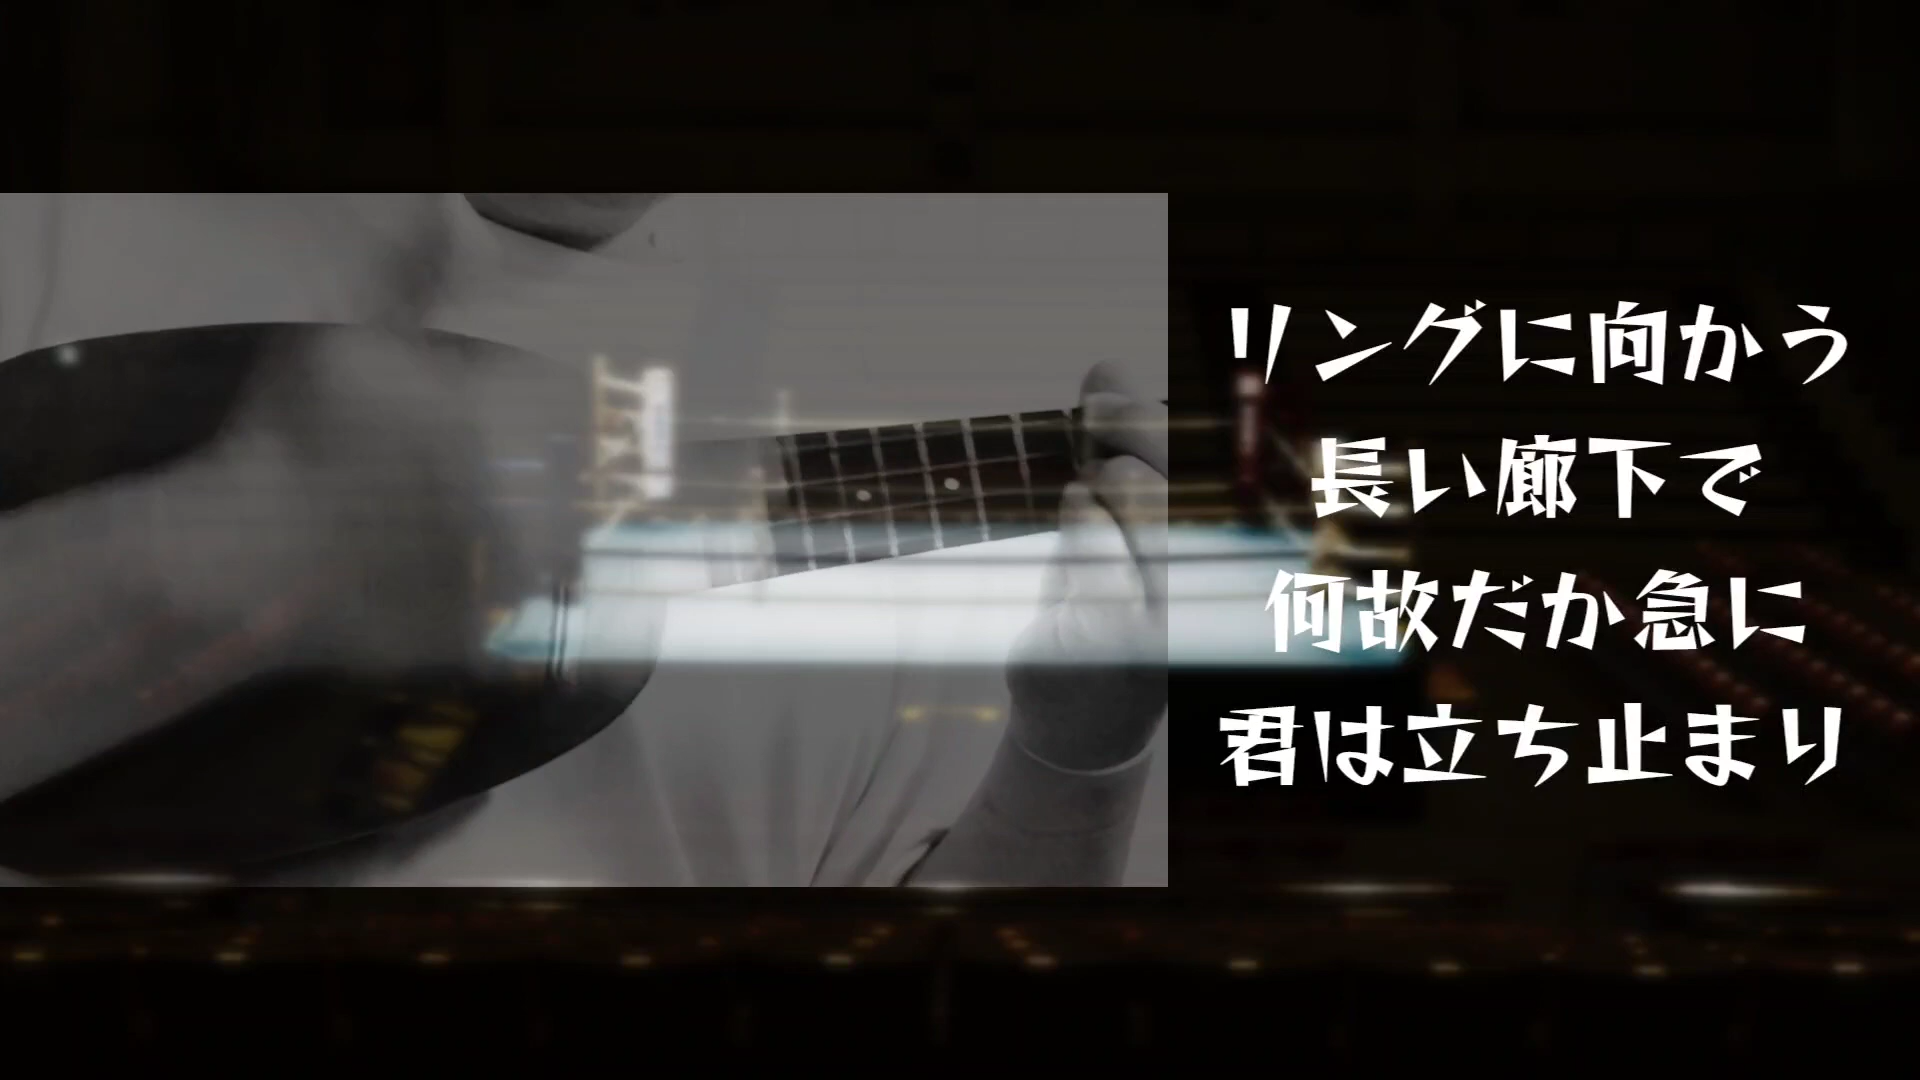 リングに向かう
長い廊下で
何故だか急に
君は立ち止まり